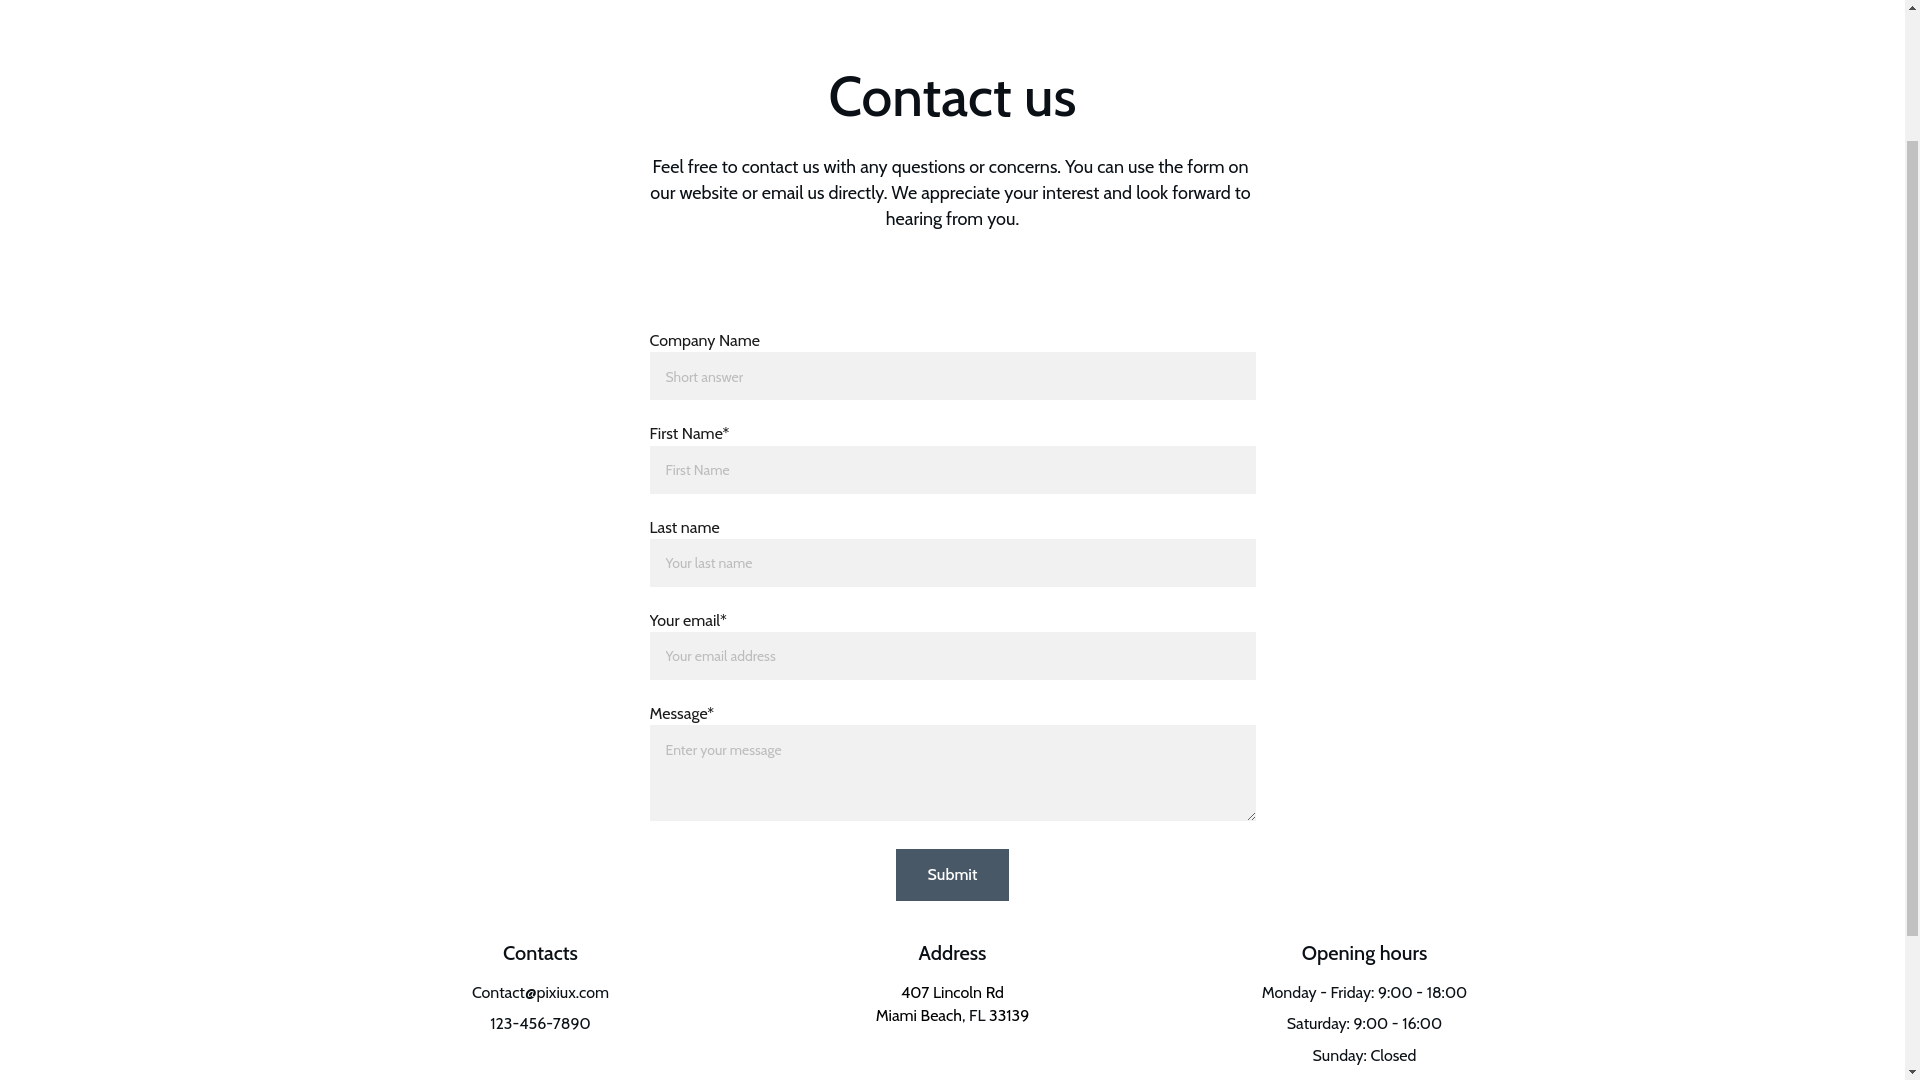 Contact us
Feel free to contact us with any questions or concerns. You can use the form on
our website or email us directly. We appreciate your interest and look forward to
hearing from you.
Company Name
Short answer
First Name*
First Name
Last name
Your last name
Your email*
Your email address
Message*
Enter your message
Submit
Contacts
Contact@pixiux.com
123-456-7890
Address
407 Lincoln Rd
Miami Beach, FL 33139
Opening hours
Monday - Friday: 9:00 - 18:00
Saturday: 9:00 - 16:00
Sunday: Closed